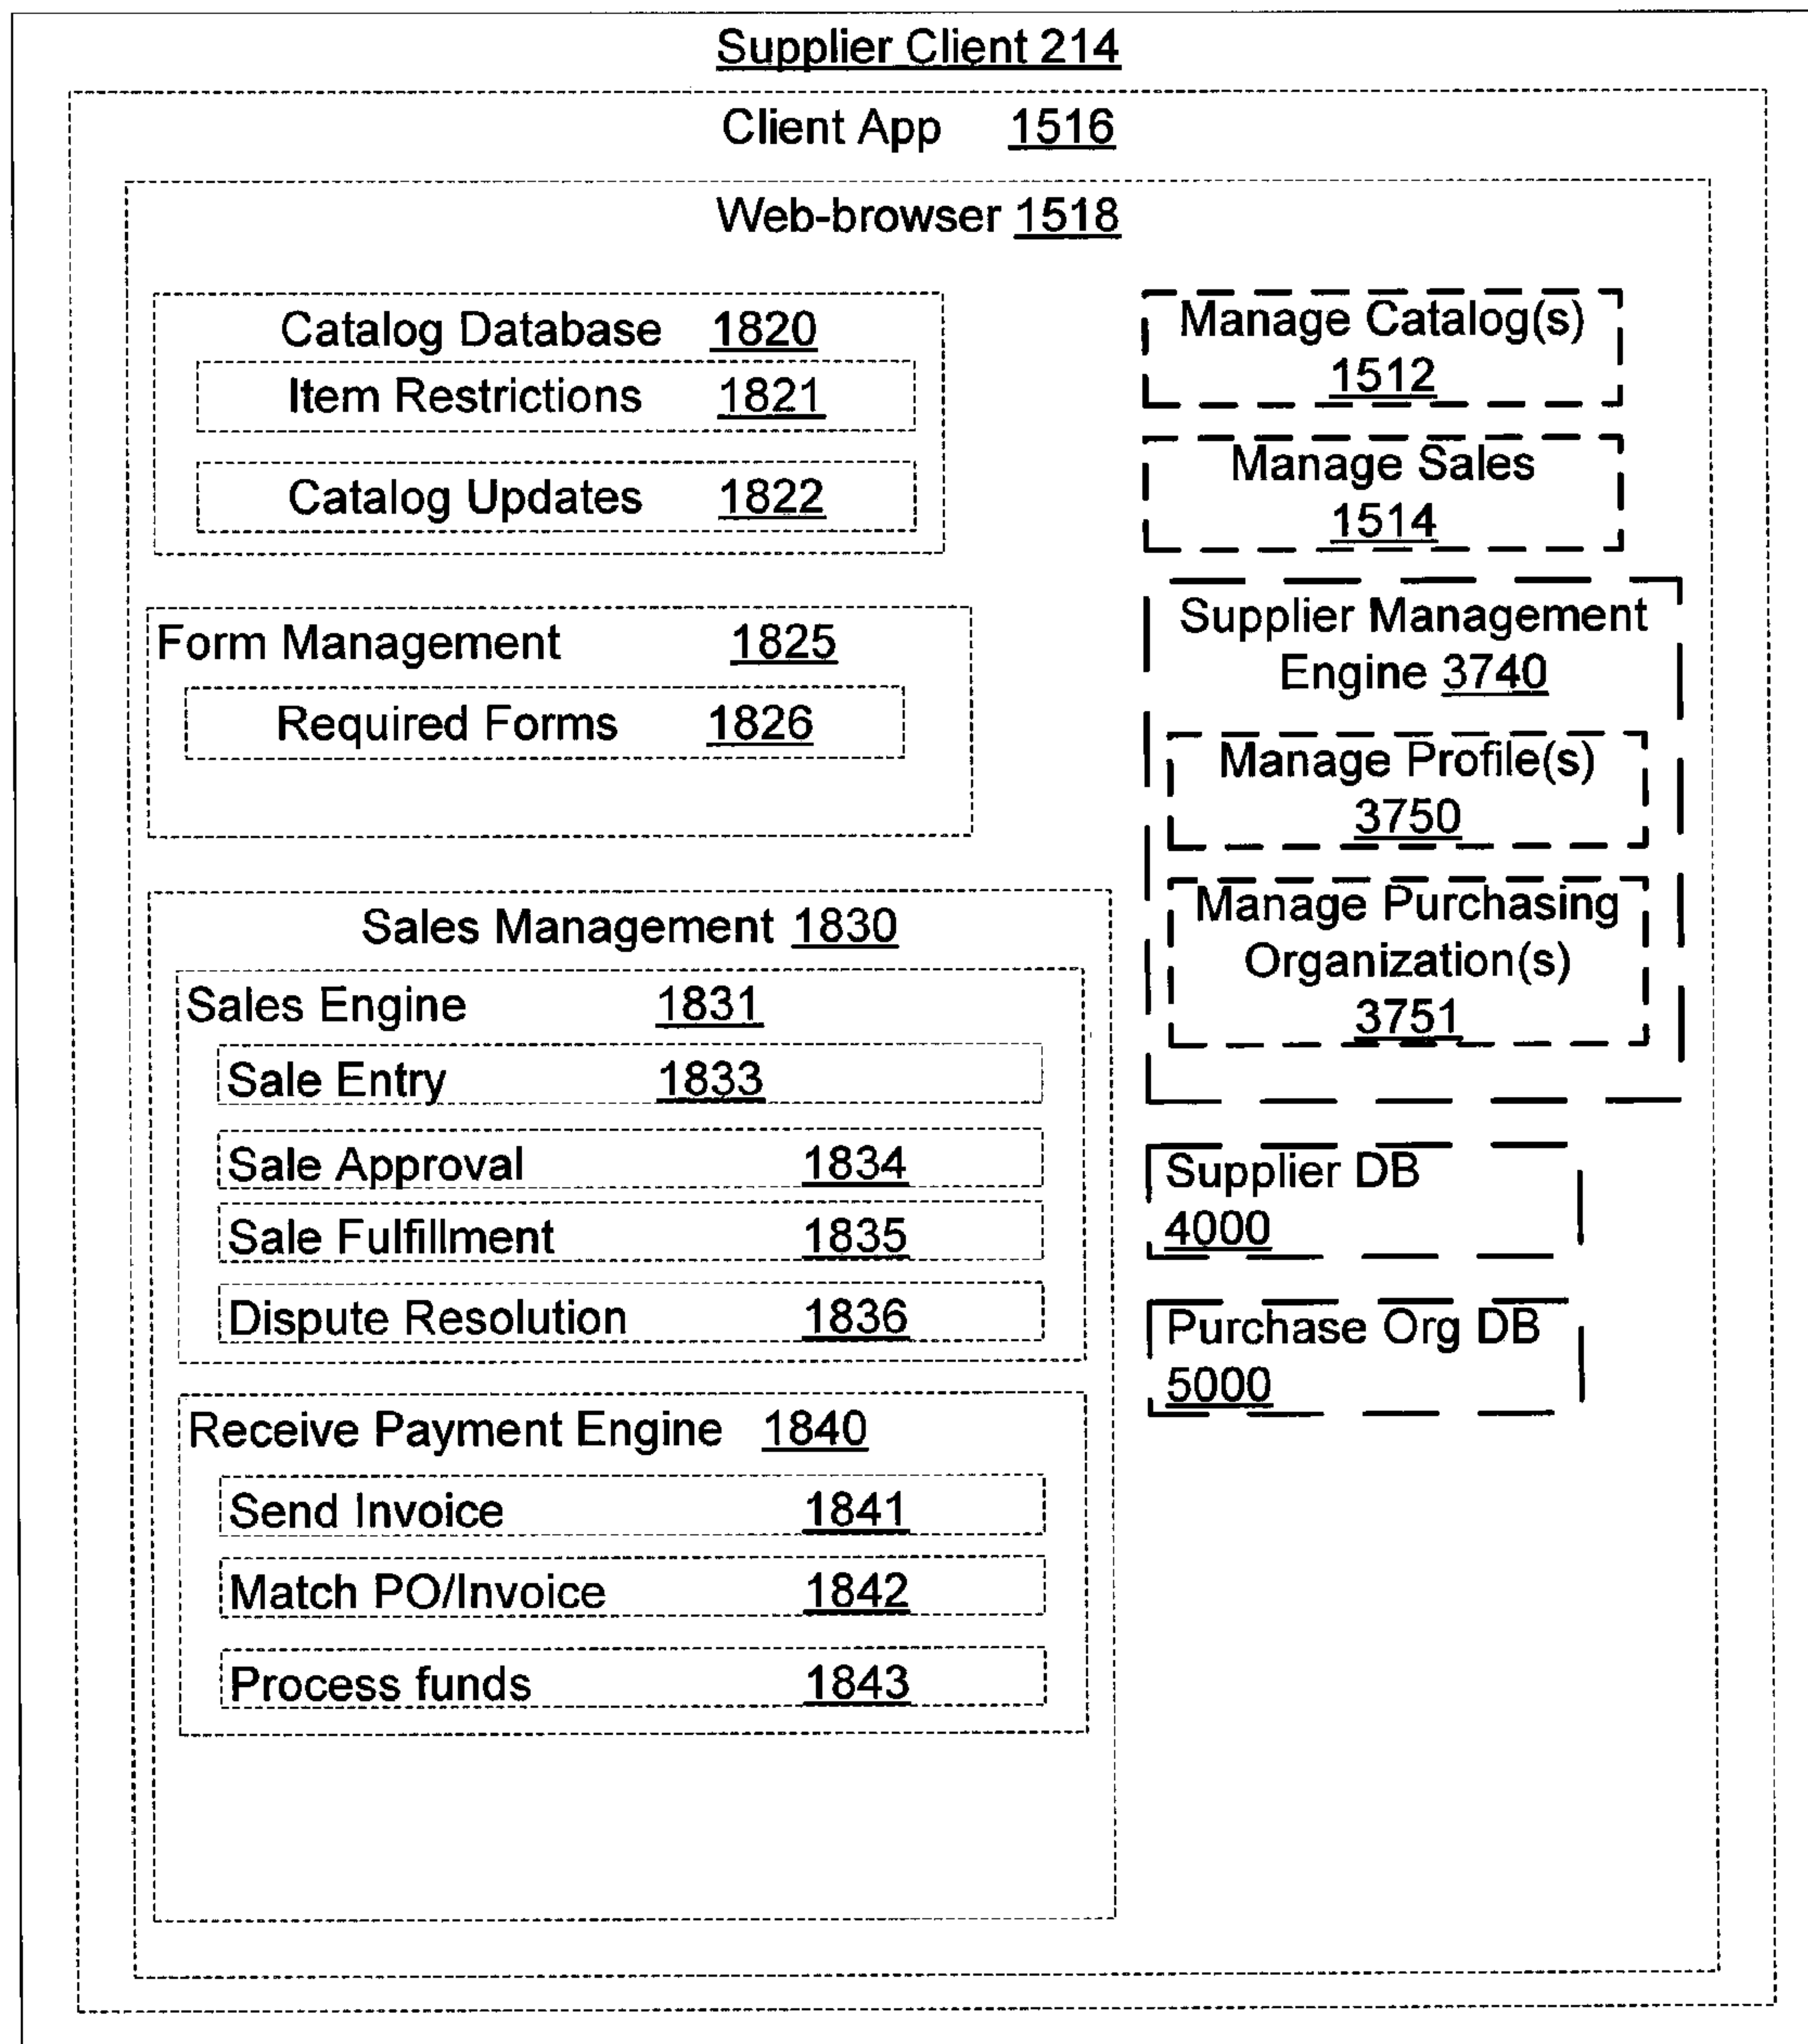 Supplier Client 214
Client App 1516
Web-browser 1518
Catalog Database 1820
Item Restrictions 1821
Catalog Updates 1822
Form Management 1825
Required Forms 1826
Sales Management 1830
Sales Engine 1831
Sale Entry 1833
Sale Approval 1834
Sale Fulfillment 1835
Dispute Resolution 1836
Receive Payment Engine 1840
Send Invoice 1841
Match PO/Invoice 1842
Process funds 1843
Manage Catalog(s)
1512
Manage Sales
1514
Supplier Management
Engine 3740
Manage Profile(s)
3750
Manage Purchasing
Organization(s)
3751
Supplier DB
4000
Purchase Org DB
5000